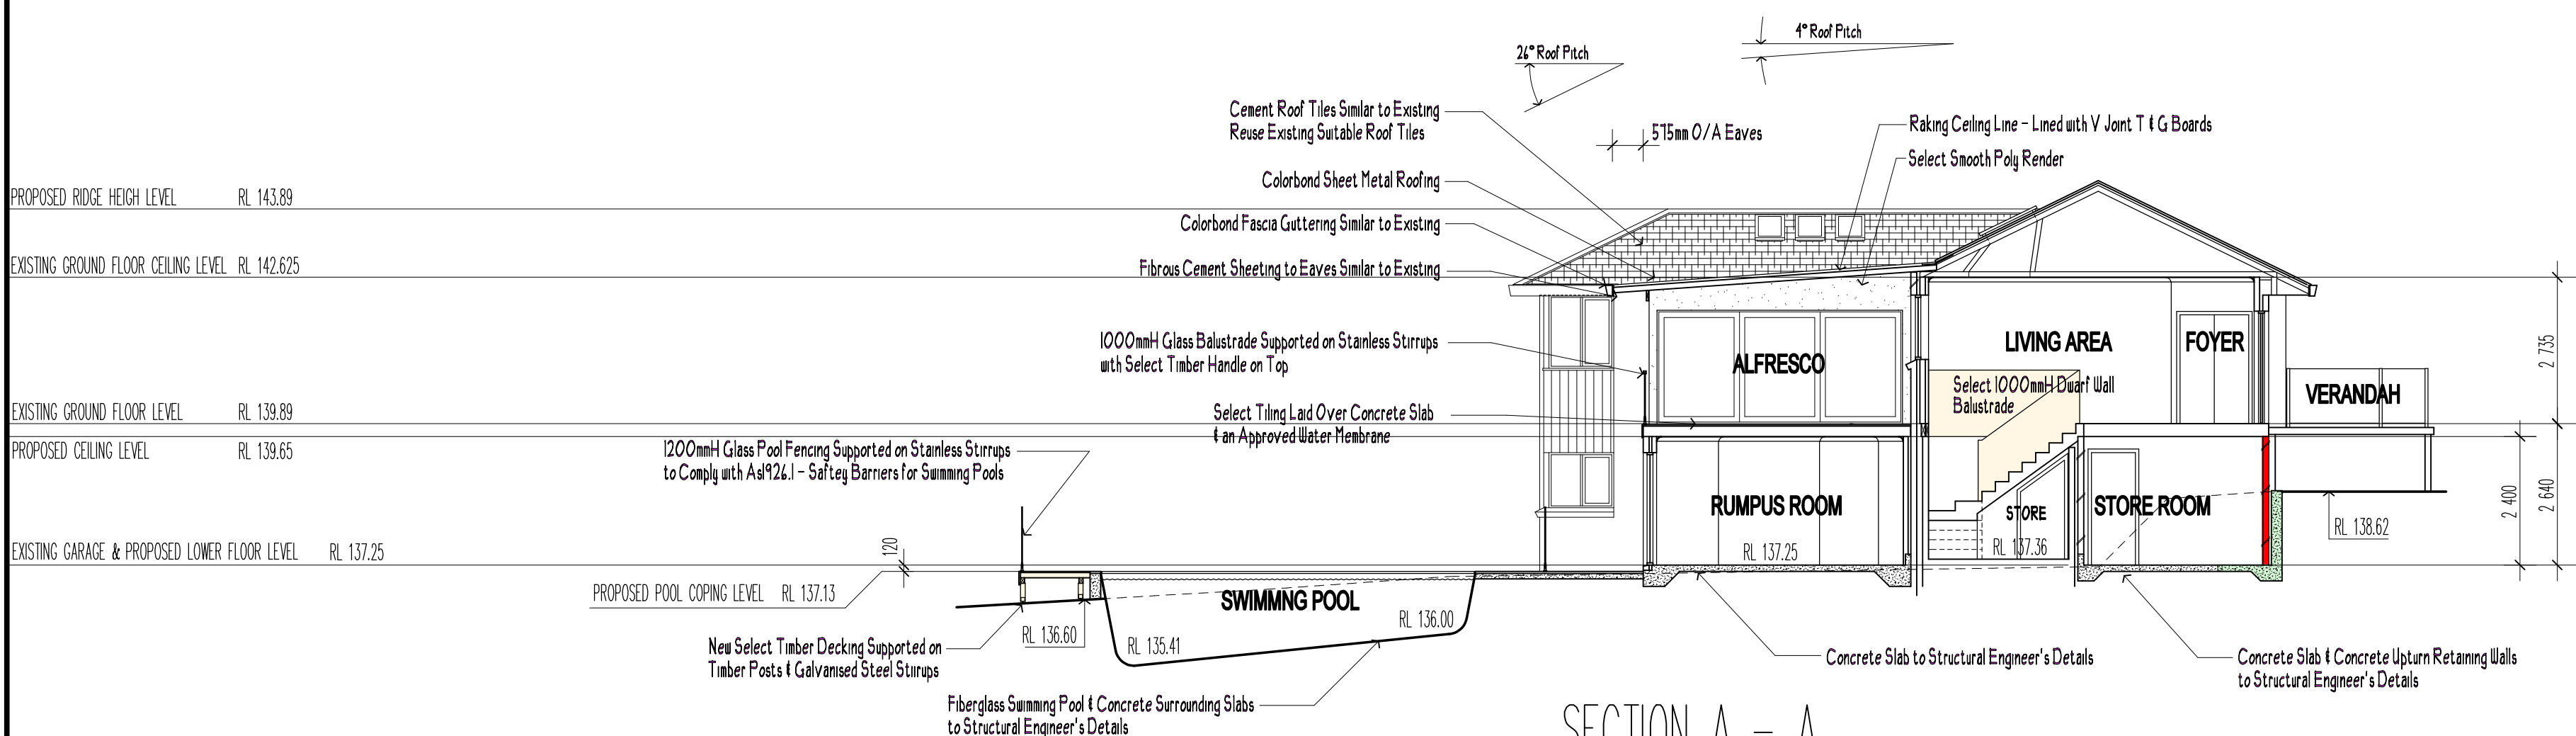 4° Roof Pitch
26° Roof Pitch
Cement Roof Tiles Similar to Existing
Reuse Existing Suitable Roof Tiles
575mm O/A Eaves
Raking Ceiling Line - Lined with V Joint T & G Boards
Select Smooth Poly Render
Colorbond Sheet Metal Roofing
PROPOSED RIDGE HEIGH LEVEL RL 143.89
Colorbond Fascia Guttering Similar to Existing
EXISTING GROUND FLOOR CEILING LEVEL RL 142.625
Fibrous Cement Sheeting to Eaves Similar to Existing
1000mmH Glass Balustrade Supported on Stainless Stirrups
with Select Timber Handle on Top
ALFRESCO
LIVING AREA
FOYER
2 735
Select 1000mmH Dwarf Wall
Balustrade
VERANDAH
EXISTING GROUND FLOOR LEVEL RL 139.89
Select Tiling Laid Over Concrete Slab
& an Approved Water Membrane
PROPOSED CEILING LEVEL RL 139.65
1200mmH Glass Pool Fencing Supported on Stainless Stirrups
to Comply with As1926.1 - Saftey Barriers for Swimming Pools
RUMPUS ROOM
STORE
STORE ROOM
2 400
2 640
RL 138.62
EXISTING GARAGE & PROPOSED LOWER FLOOR LEVEL RL 137.25
120
RL 137.25
RL 137.36
PROPOSED POOL COPING LEVEL RL 137.13
SWIMMNG POOL
RL 136.60
RL 136.00
RL 135.41
New Select Timber Decking Supported on
Timber Posts & Galvanised Steel Stirrups
Concrete Slab to Structural Engineer's Details
Concrete Slab & Concrete Upturn Retaining Walls
to Structural Engineer's Details
Fiberglass Swimming Pool & Concrete Surrounding Slabs
to Structural Engineer's Details
SECTION A - A